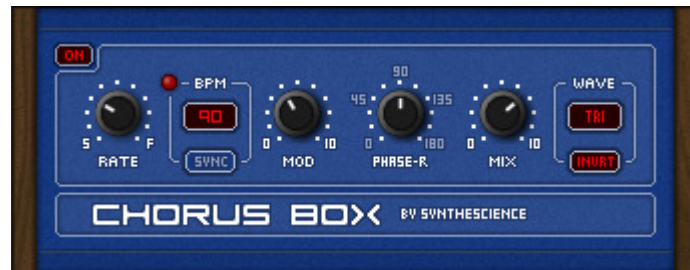 ON
BPM
WAVE
90
45
90
135
TRI
S
F
0
10
0
180
0
10
RATE
SYNC
MOD
PHASE-R
MIX
INVRT
CHORUS BOX BY SYNTHESCIENCE